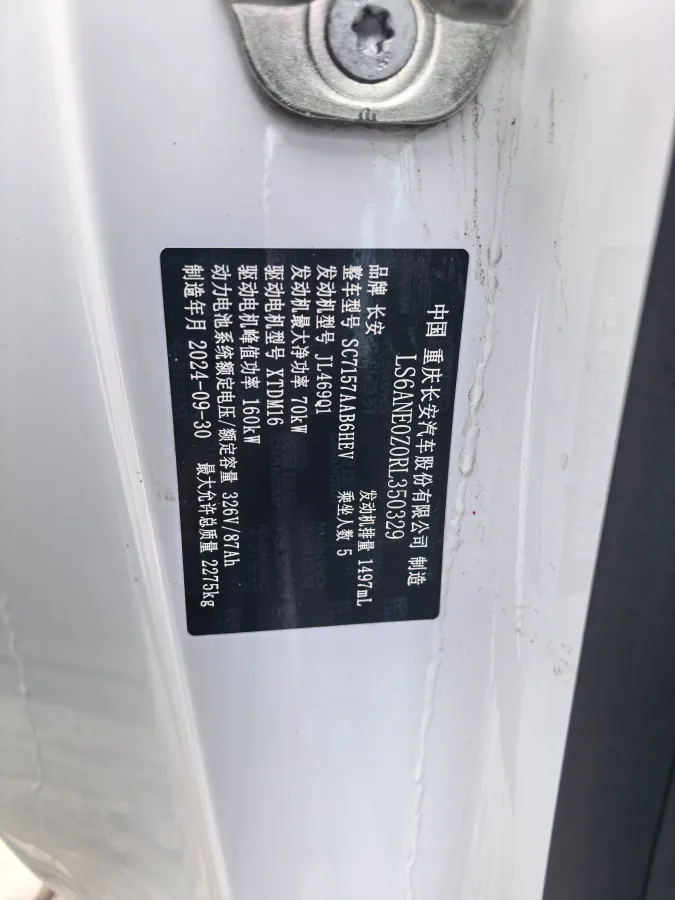 中国 重庆长安汽车股份有限公司 制造
LS6ANE0Z0RL350329
品牌 长安
整车型号 SC7157AAB6HEV 乘坐人数 5
发动机型号 JL469Q1 发动机排量 1497mL
发动机最大净功率 70kW
驱动电机型号 XTDM16
驱动电机峰值功率 160kW
动力电池系统额定电压/额定容量 326V/87Ah
制造年月 2024-09-30 最大允许总质量 2275kg